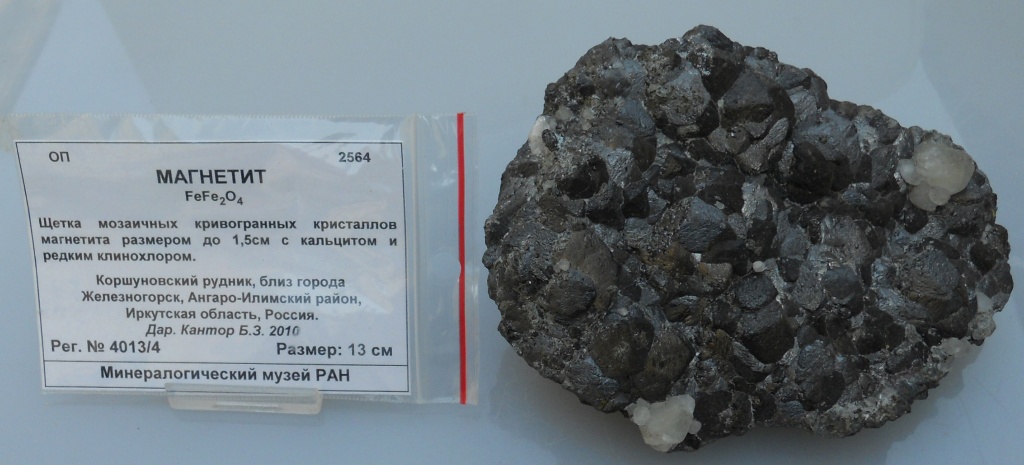 ОП 2564
МАГНЕТИТ
FeFe₂O₄
Щетка мозаичных кривогранных кристаллов
магнетита размером до 1,5см с кальцитом и
редким клинохлором.
Коршуновский рудник, близ города
Железногорск, Ангаро-Илимский район,
Иркутская область, Россия.
Дар. Кантор Б.З. 2010
Рег. № 4013/4 Размер: 13 см
Минералогический музей РАН